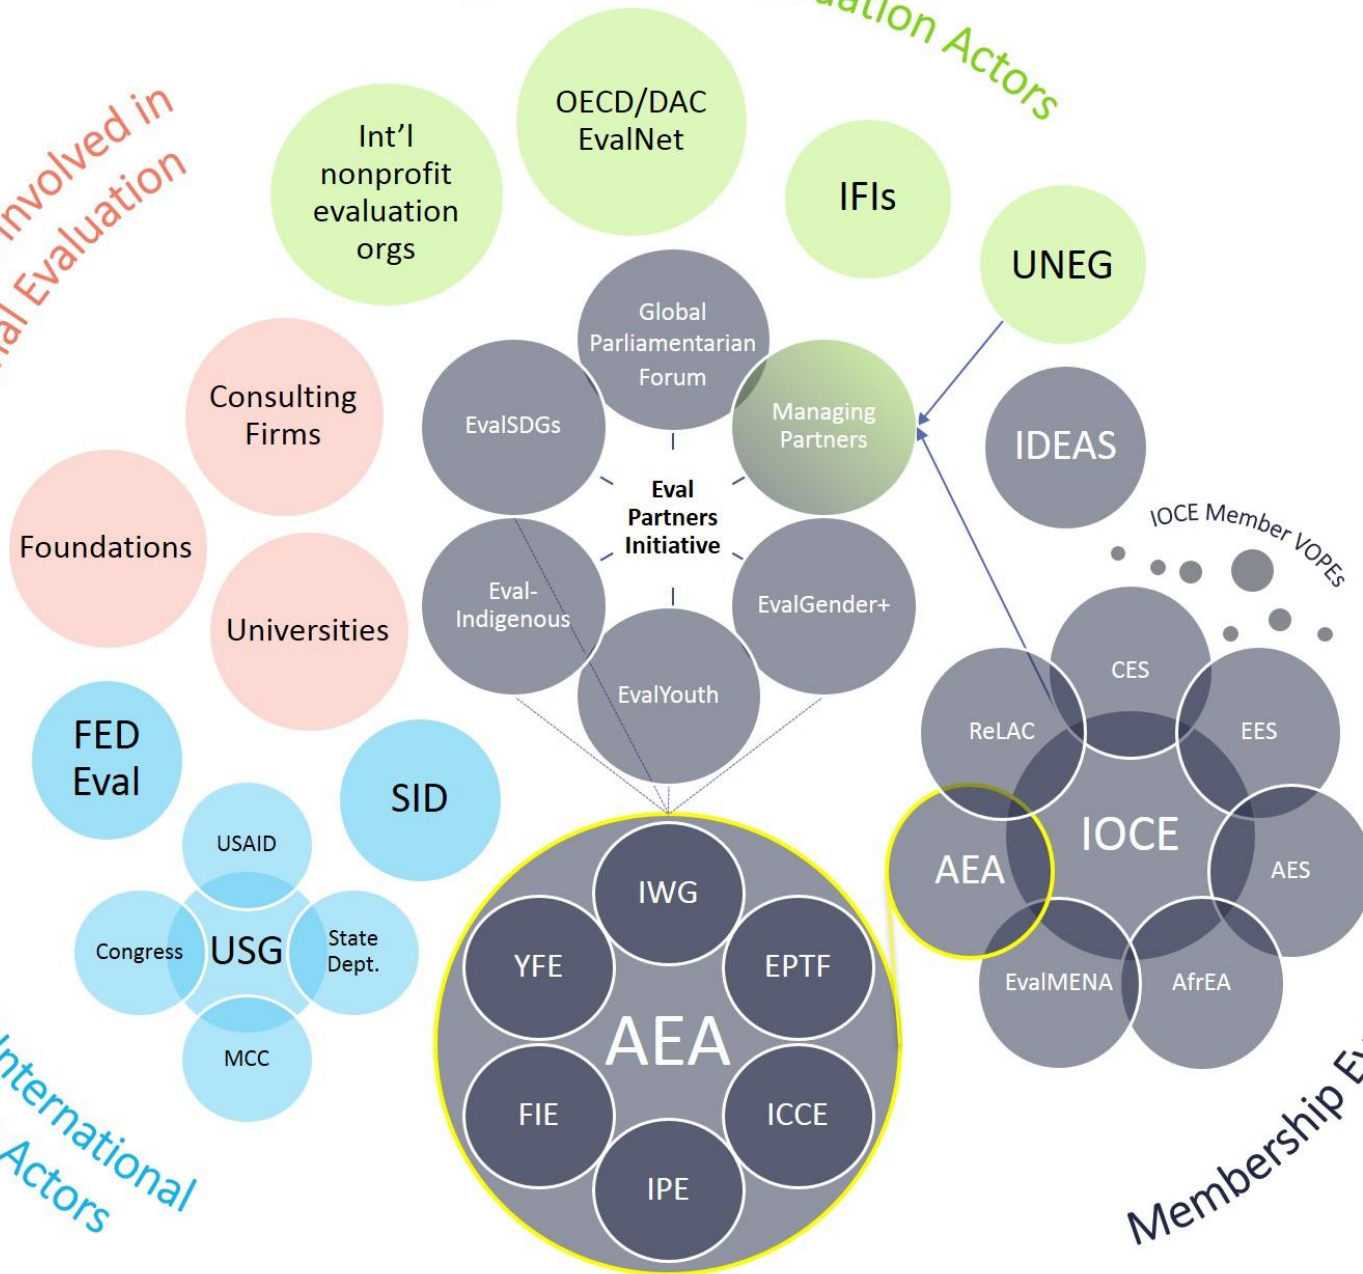 Actors
involved in
Evaluation
Int'l
nonprofit
evaluation
orgs
OECD/DAC
EvalNet
IFIs
UNEG
Global
Parliamentarian
Forum
EvalSDGs
Managing
Partners
Eval
Partners
Initiative
Eval-
Indigenous
EvalGender+
EvalYouth
IDEAS
IOCE Member VOPEs
Consulting
Firms
Foundations
Universities
FED
Eval
SID
USAID
Congress
USG
State
Dept.
MCC
International
Actors
IWG
YFE
EPTF
AEA
FIE
ICCE
IPE
CES
ReLAC
EES
IOCE
AEA
AES
EvalMENA
AfrEA
Membership